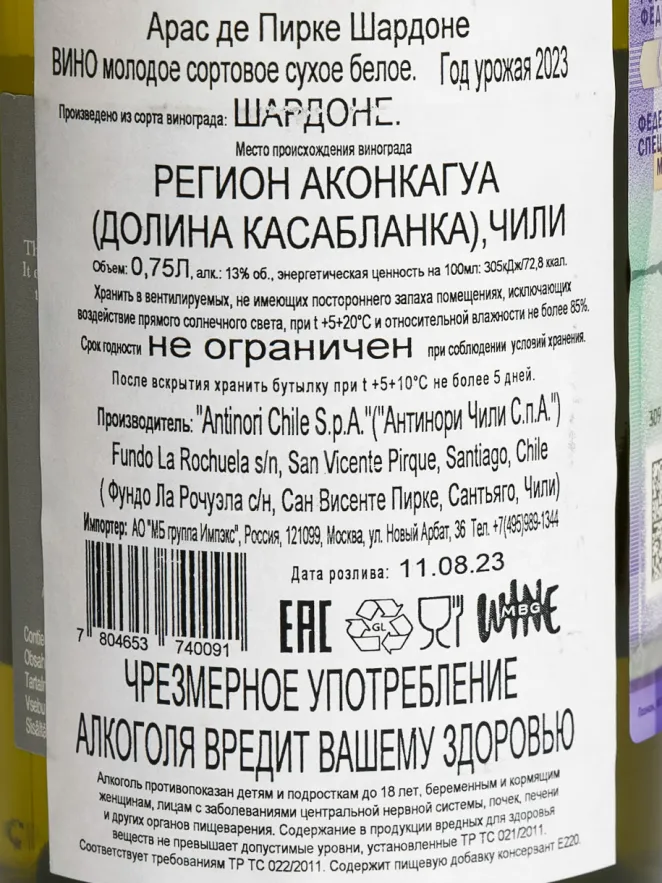 Арас де Пирке Шардоне
ВИНО молодое сортовое сухое белое. Год урожая 2023
Произведено из сорта винограда: ШАРДОНЕ.
Место происхождения винограда
РЕГИОН АКОНКАГУА
(ДОЛИНА КАСАБЛАНКА), ЧИЛИ
Объем: 0,75Л, алк.: 13% об., энергетическая ценность на 100мл: 305кДж/72,8 ккал.
Хранить в вентилируемых, не имеющих постороннего запаха помещениях, исключающих
воздействие прямого солнечного света, при t +5+20°С и относительной влажности не более 85%.
Срок годности не ограничен при соблюдении условий хранения.
После вскрытия хранить бутылку при t +5+10°С не более 5 дней.
Производитель: "Antinori Chile S.p.A."("Антинори Чили С.п.А.")
Fundo La Rochuela s/n, San Vicente Pirque, Santiago, Chile
( Фундо Ла Рочуэла с/н, Сан Висенте Пирке, Сантьяго, Чили)
Импортер: АО "МБ группа Импэкс", Россия, 121099, Москва, ул. Новый Арбат, 36 Тел. +7(495)989-1344
Дата розлива: 11.08.23
7 804653 740091
EAC
GL
WINE
MBG
ЧРЕЗМЕРНОЕ УПОТРЕБЛЕНИЕ
АЛКОГОЛЯ ВРЕДИТ ВАШЕМУ ЗДОРОВЬЮ
Алкоголь противопоказан детям и подросткам до 18 лет, беременным и кормящим
женщинам, лицам с заболеваниями центральной нервной системы, почек, печени
и других органов пищеварения. Содержание в продукции вредных для здоровья
веществ не превышает допустимые уровни, установленные ТР ТС 021/2011.
Соответствует требованиям ТР ТС 022/2011. Содержит пищевую добавку консервант Е220.